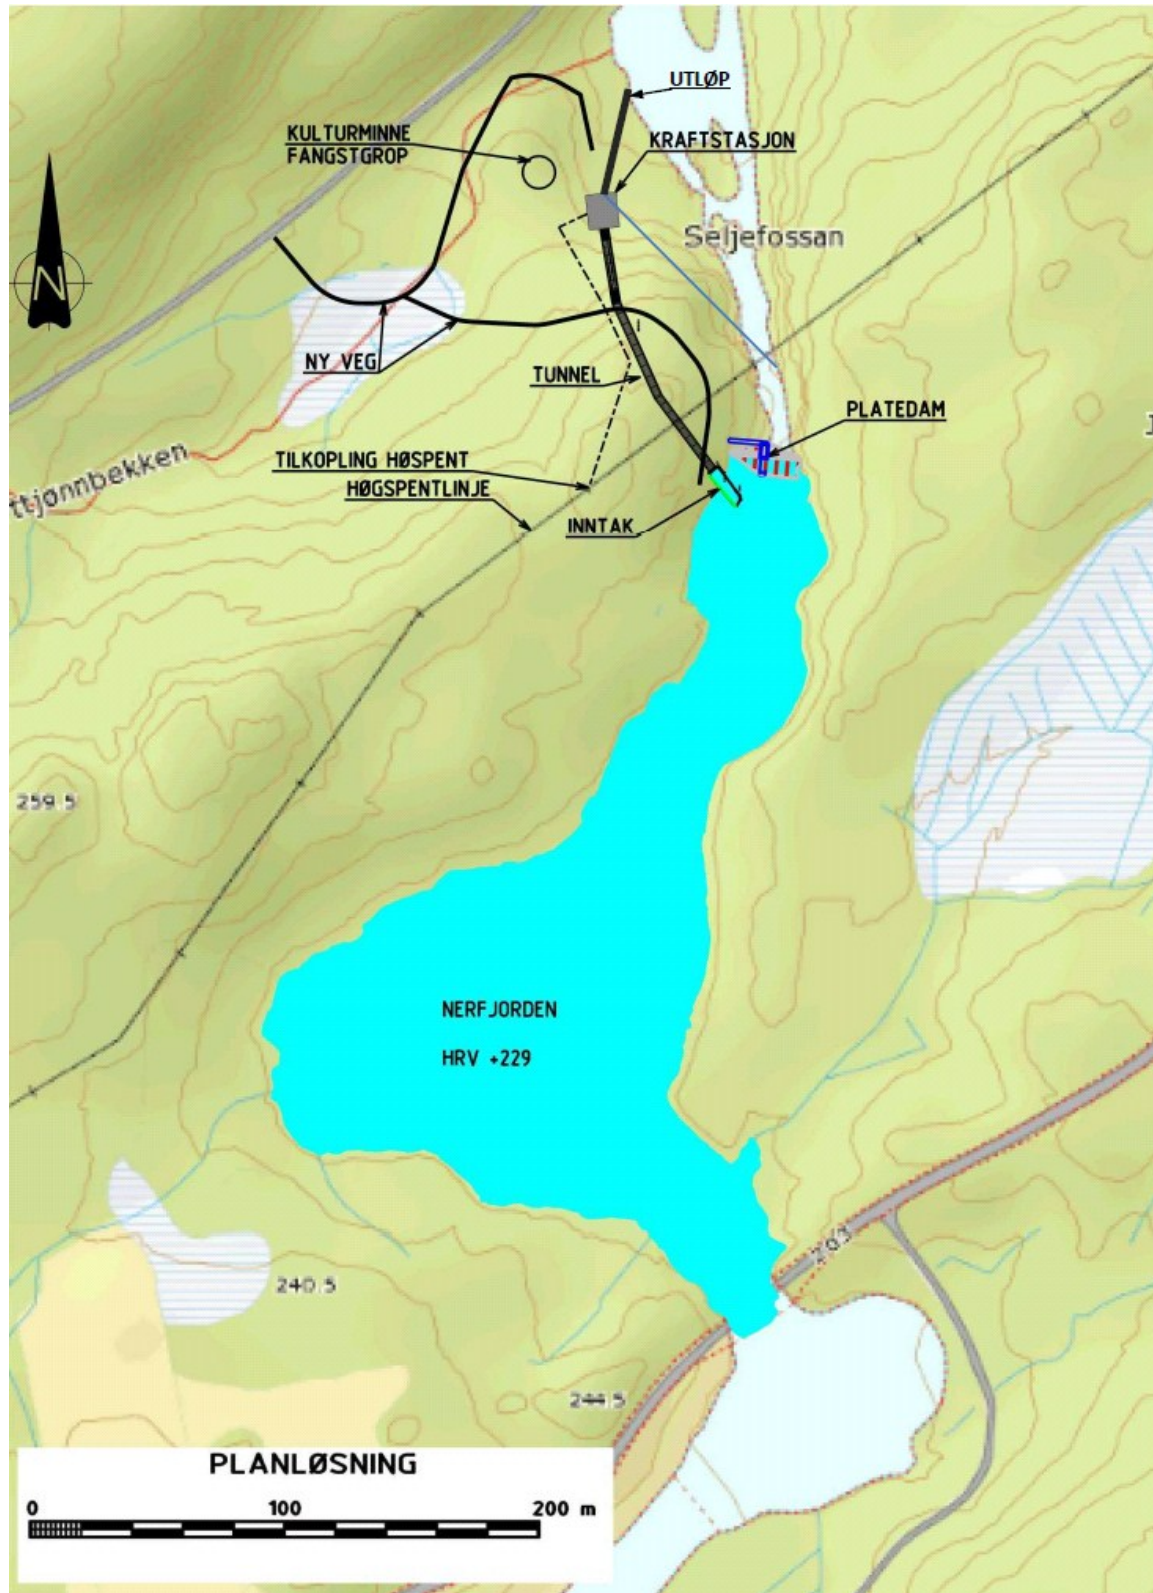 UTLØP
KULTURMINNE
FANGSTGROP
KRAFTSTASJON
N
Seljefossan
NY VEG
TUNNEL
PLATEDAM
ttjønnbekken
TILKOPLING HØSPENT
HØGSPENTLINJE
INNTAK
259.5
NERFJORDEN
HRV +229
263
240.5
244.5
PLANLØSNING
0 100 200 m